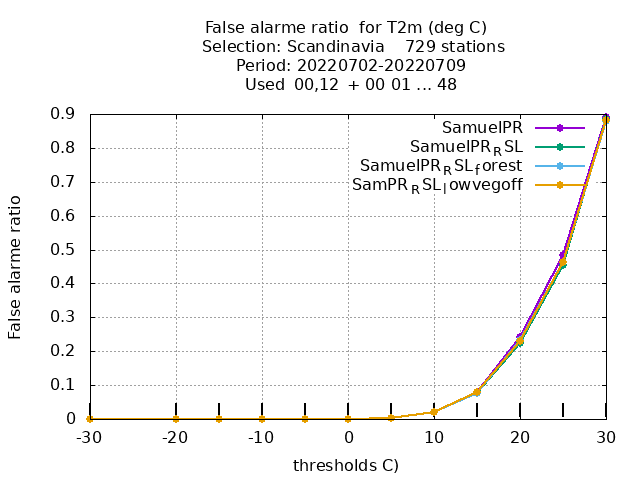 False alarme ratio  for T2m (deg C)
Selection: Scandinavia    729 stations
Period: 20220702-20220709
Used  00,12  + 00 01 ... 48
False alarme ratio
0.9
0.8
0.7
0.6
0.5
0.4
0.3
0.2
0.1
0
SamuelPR
SamuelPR_RSL
SamuelPR_RSL_forest
SamPR_RSL_lowvegoff
-30 -20 -10 0 10 20 30
thresholds C)